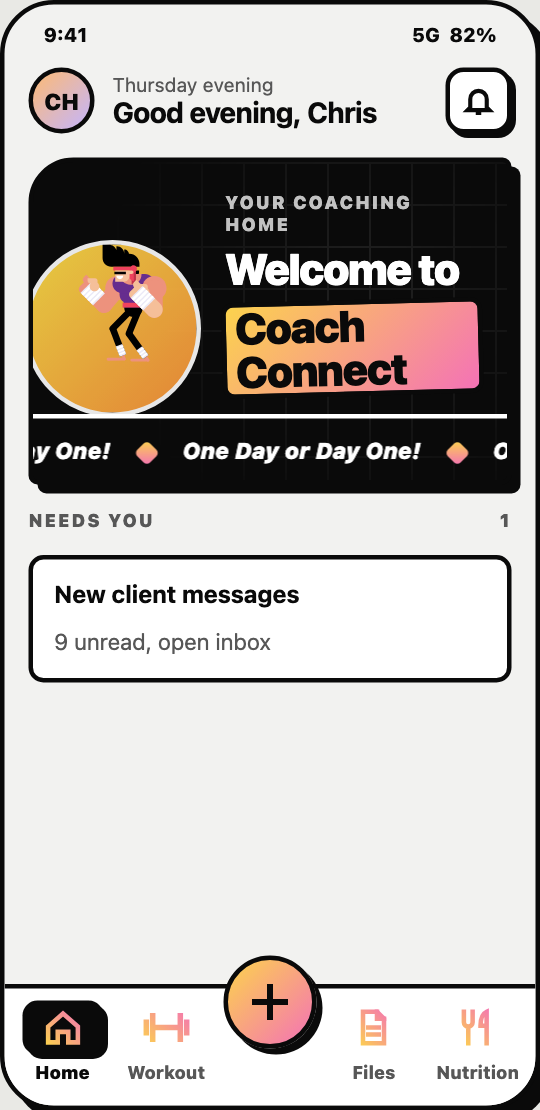 9:41
5G 82%
CH
Thursday evening
Good evening, Chris
YOUR COACHING
HOME
Welcome to
Coach
Connect
y One! One Day or Day One! O
NEEDS YOU
1
New client messages
9 unread, open inbox
Home
Workout
Files
Nutrition